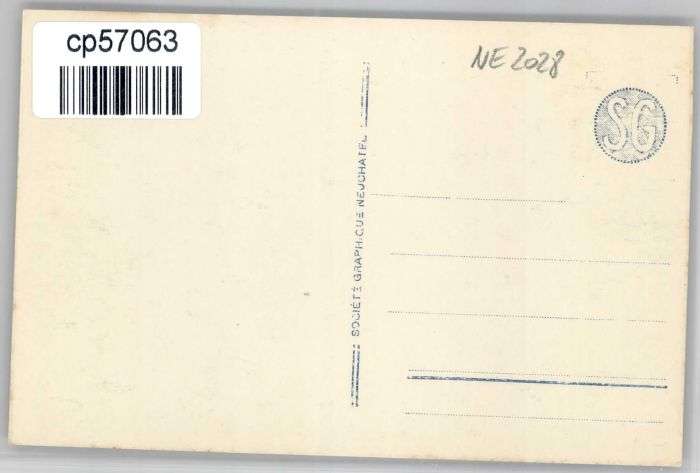 cp57063
NE 2028
SG
SOCIÉTÉ GRAPHIQUE NEUCHATEL